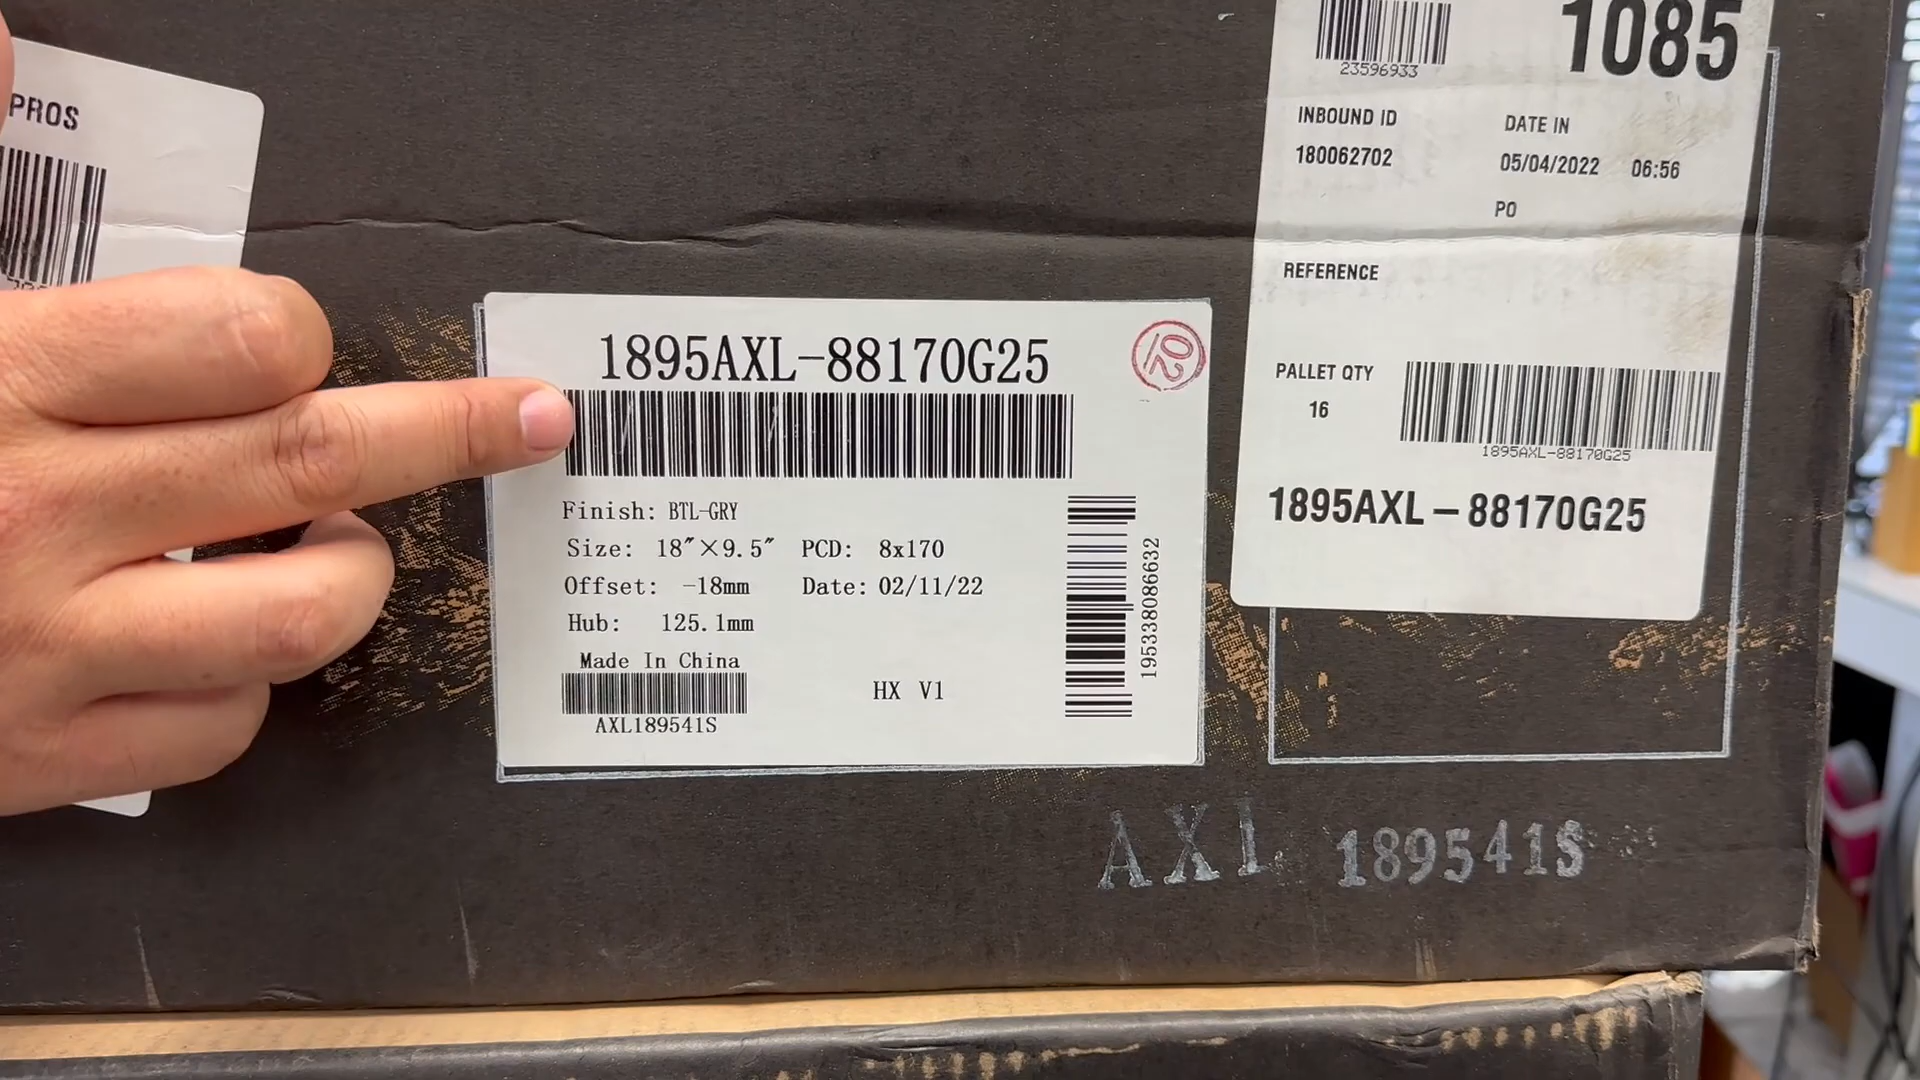 PROS
1895AXL-88170G25
Finish: BTL-GRY
Size: 18″×9.5″ PCD: 8x170
Offset: -18mm Date: 02/11/22
Hub: 125.1mm
Made In China
AXL189541S
HX V1
195338086632
02
23596933
1085
INBOUND ID
180062702
DATE IN
05/04/2022 06:56
PO
REFERENCE
PALLET QTY
16
1895AXL-88170G25
1895AXL-88170G25
AXL 189541S